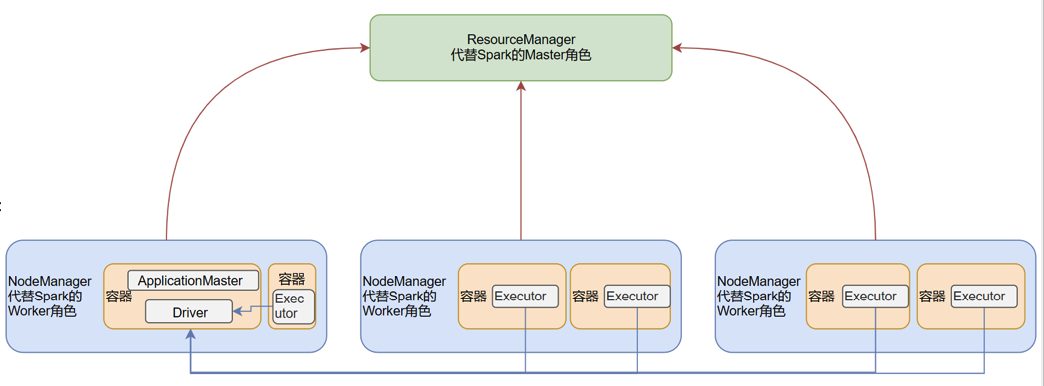 ResourceManager
代替Spark的Master角色
:
NodeManager
代替Spark的
Worker角色
容器
ApplicationMaster
Driver
容器
Exec
utor
NodeManager
代替Spark的
Worker角色
容器
Executor
容器
Executor
NodeManager
代替Spark的
Worker角色
容器
Executor
容器
Executor